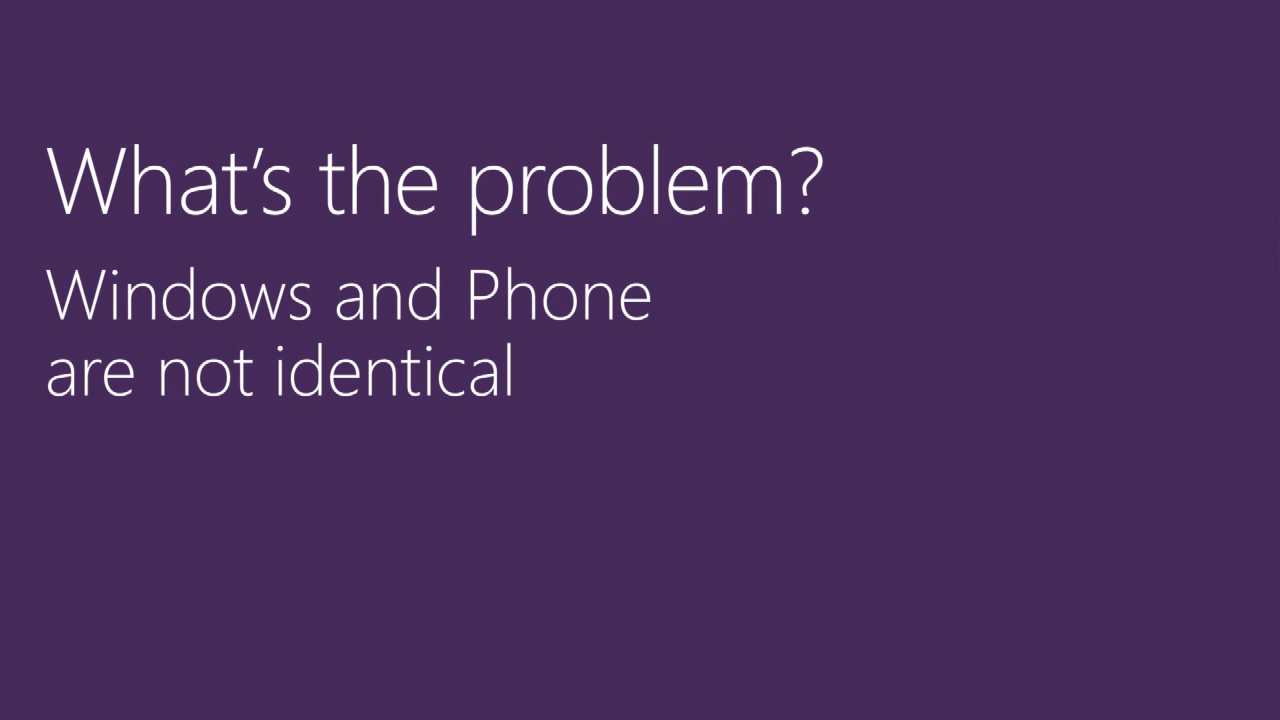 What’s the problem?
Windows and Phone
are not identical